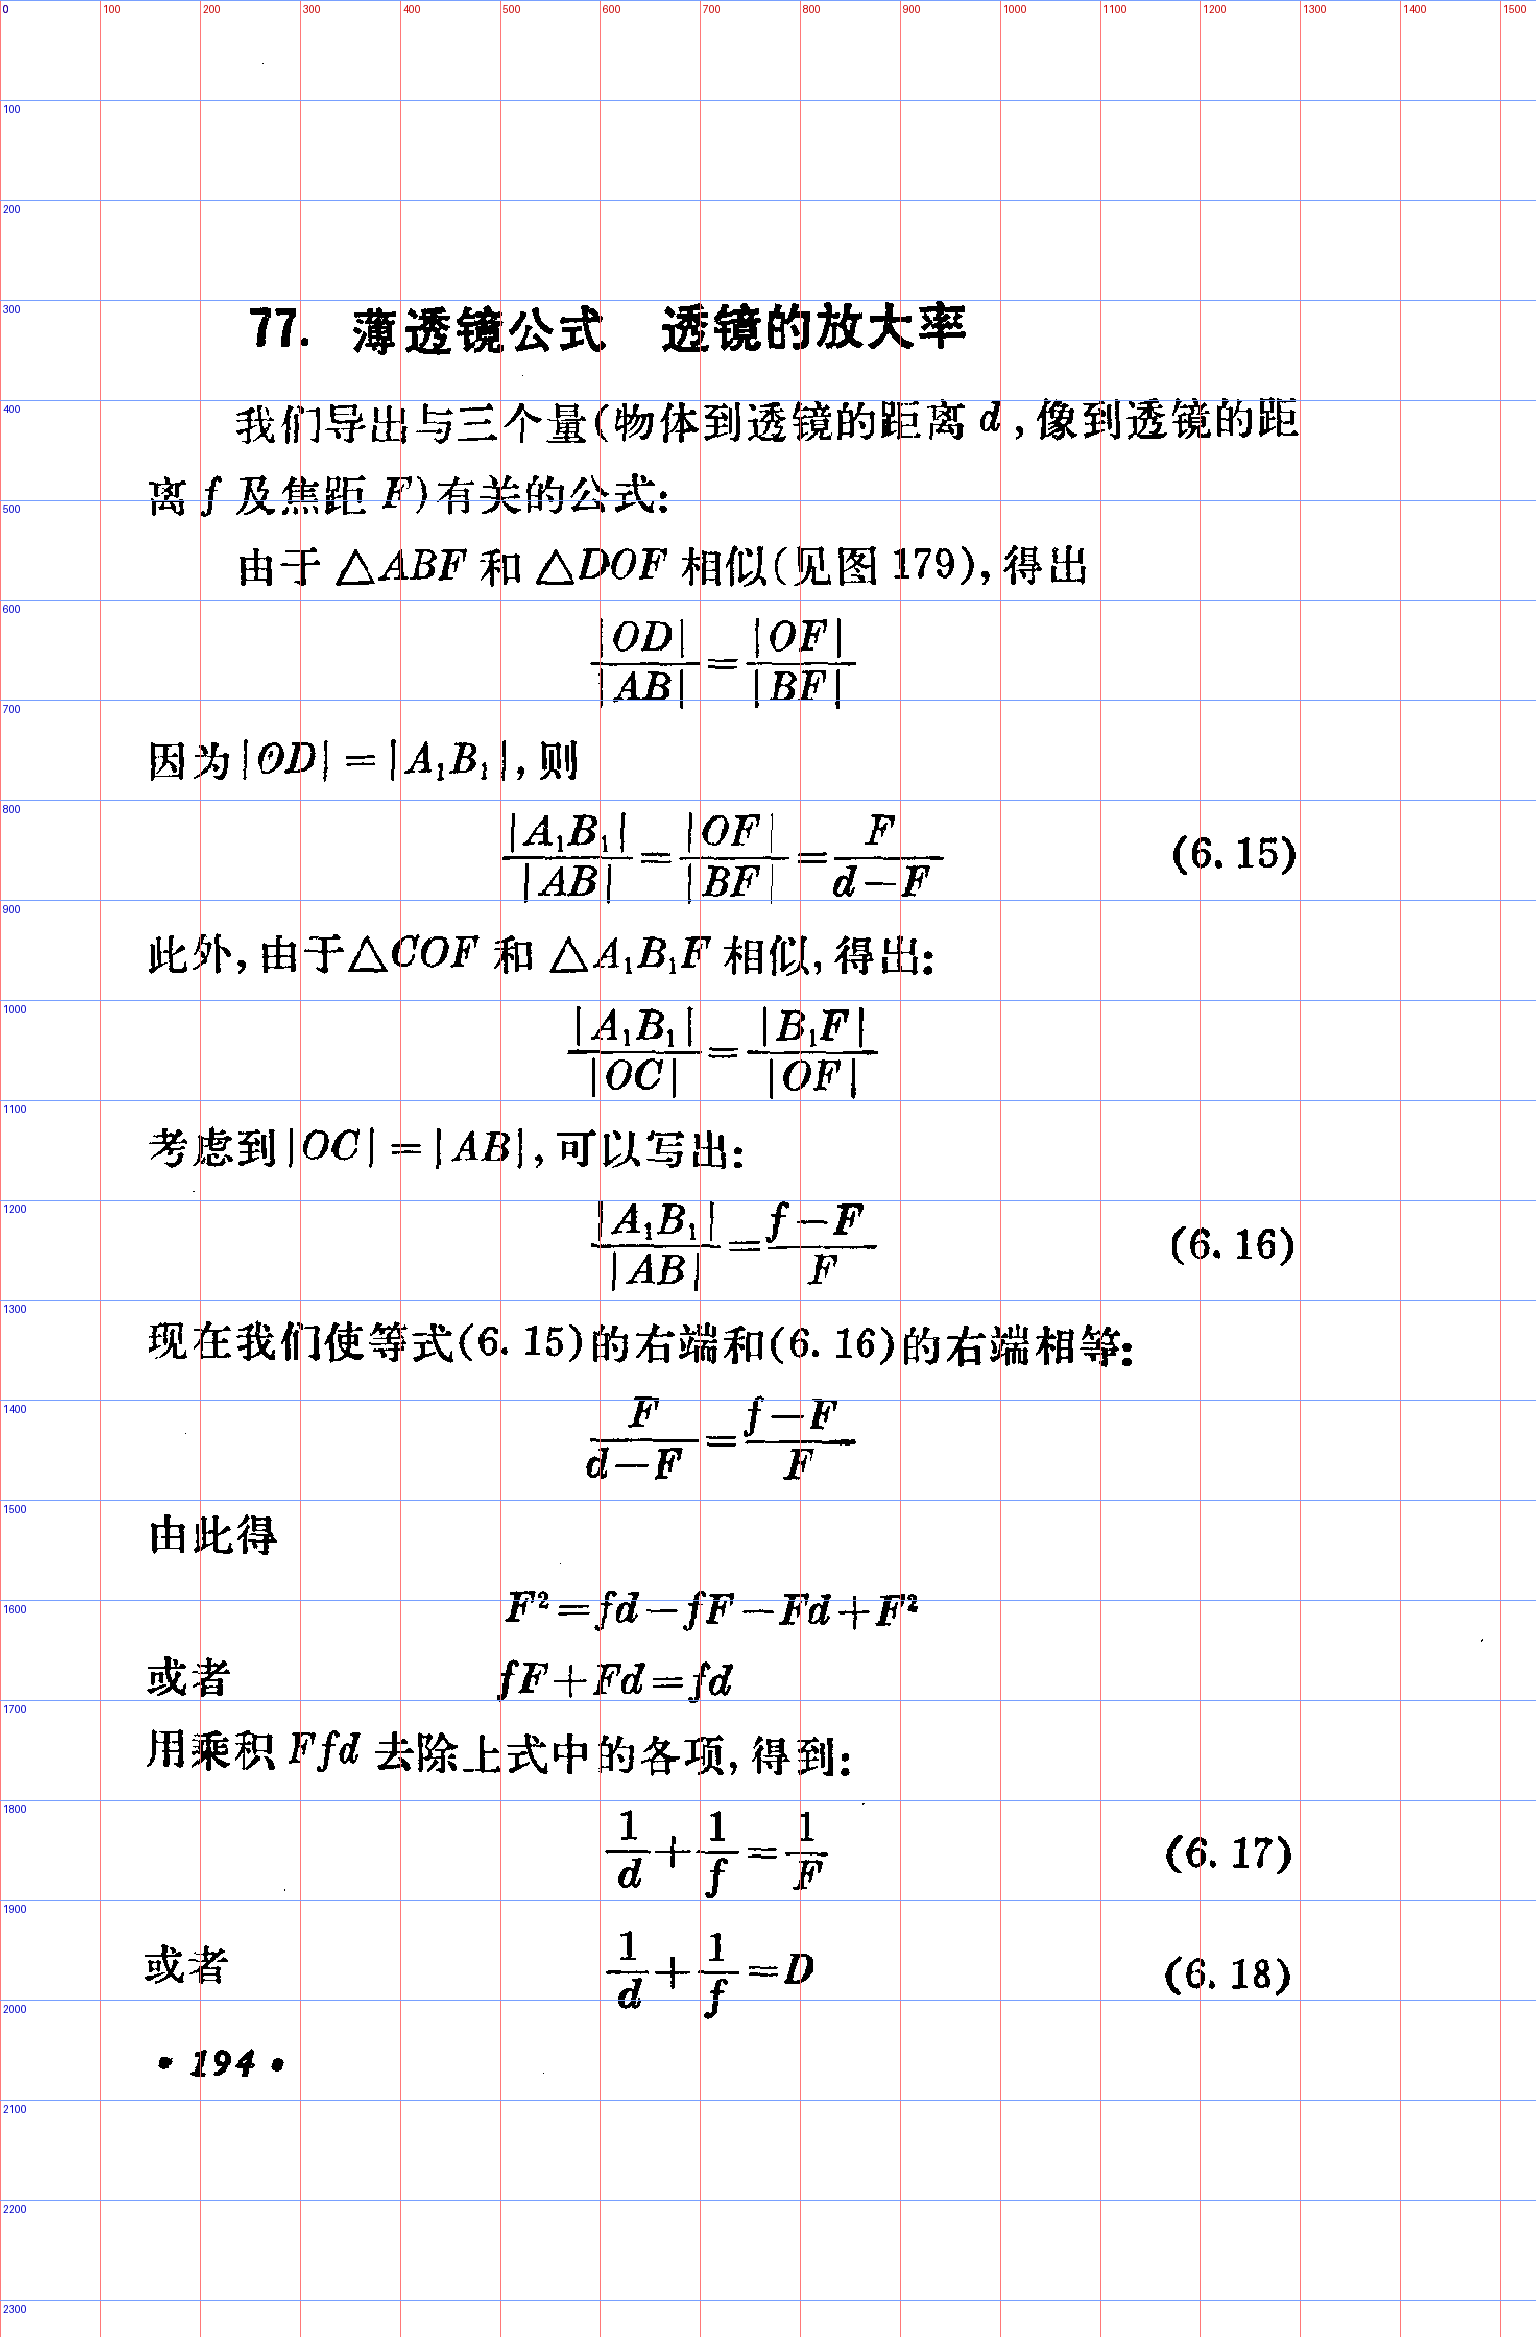 77. 薄透镜公式　透镜的放大率
我们导出与三个量(物体到透镜的距离 d,像到透镜的距
离 f 及焦距 F)有关的公式:
由于 △ABF 和 △DOF 相似(见图 179),得出
|OD|/|AB| = |OF|/|BF|
因为|OD| = |A₁B₁|,则
|A₁B₁|/|AB| = |OF|/|BF| = F/(d−F) (6.15)
此外,由于△COF 和 △A₁B₁F 相似,得出:
|A₁B₁|/|OC| = |B₁F|/|OF|
考虑到|OC| = |AB|,可以写出:
|A₁B₁|/|AB| = (f−F)/F (6.16)
现在我们使等式(6.15)的右端和(6.16)的右端相等:
F/(d−F) = (f−F)/F
由此得
F² = fd − fF − Fd + F²
或者 fF + Fd = fd
用乘积 Ffd 去除上式中的各项,得到:
1/d + 1/f = 1/F (6.17)
或者 1/d + 1/f = D (6.18)
• 194 •